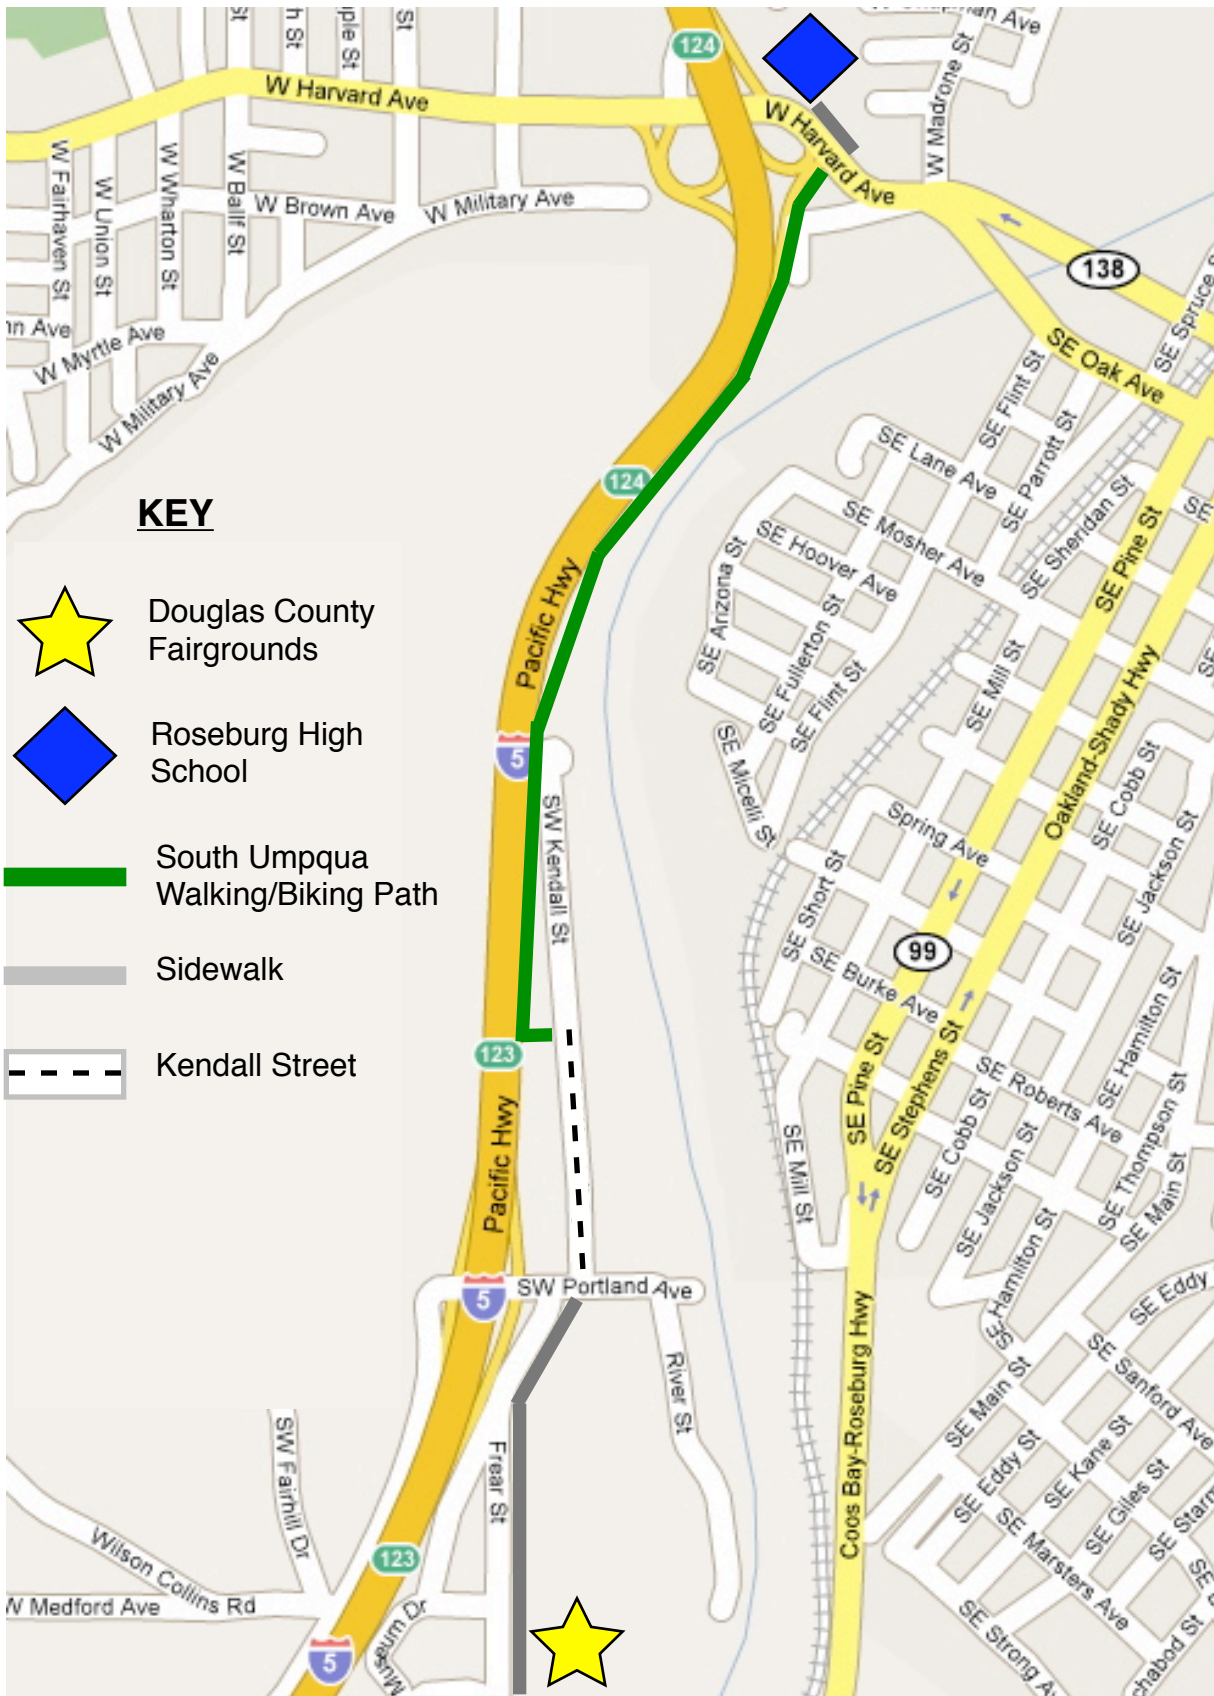 KEY
Douglas County
Fairgrounds
Roseburg High
School
South Umpqua
Walking/Biking Path
Sidewalk
Kendall Street
St
St
W Harvard Ave
124
W Harvard Ave
W Madrone St
W Fairhaven St
W Union St
W Wharton St
W Ballf St
W Brown Ave
W Military Ave
nn Ave
W Myrtle Ave
W Military Ave
138
SE Spruce
SE Oak Ave
SE Flint St
SE Parrott St
SE Lane Ave
SE Mosher Ave
SE Hoover Ave
SE Sheridan St
SE Pine St
SE
124
Pacific Hwy
SE Arizona St
SE Fullerton St
SE Flint St
SE Mill St
Oakland-Shady Hwy
SE Micelli St
5
SW Kendall St
Spring Ave
SE Cobb St
SE Jackson St
SE Short St
SE Burke Ave
99
123
Pacific Hwy
SE Pine St
SE Stephens St
SE Roberts Ave
SE Hamilton St
SE Cobb St
SE Jackson St
SE Thompson St
SE Main St
SE Mill St
SE Hamilton St
SE Eddy
5
SW Portland Ave
River St
Coos Bay-Roseburg Hwy
SE Main St
SE Sanford Ave
SE Eddy St
SE Kane St
SE Giles St
SE Marsters Ave
SE Strong Av
SW Fairhill Dr
Frear St
123
Wilson Collins Rd
W Medford Ave
Museum Dr
5